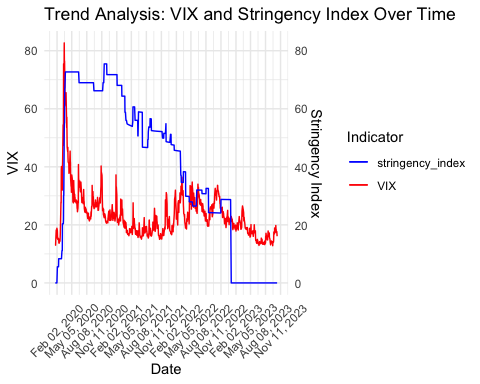 Trend Analysis: VIX and Stringency Index Over Time
80
60
40
20
0
VIX
80
60
40
20
0
Stringency Index
Indicator
stringency_index
VIX
Feb 02, 2020
May 05, 2020
Aug 08, 2020
Nov 11, 2020
Feb 02, 2021
May 05, 2021
Aug 08, 2021
Nov 11, 2021
Feb 02, 2022
May 05, 2022
Aug 08, 2022
Nov 11, 2022
Feb 02, 2023
May 05, 2023
Aug 08, 2023
Nov 11, 2023
Date